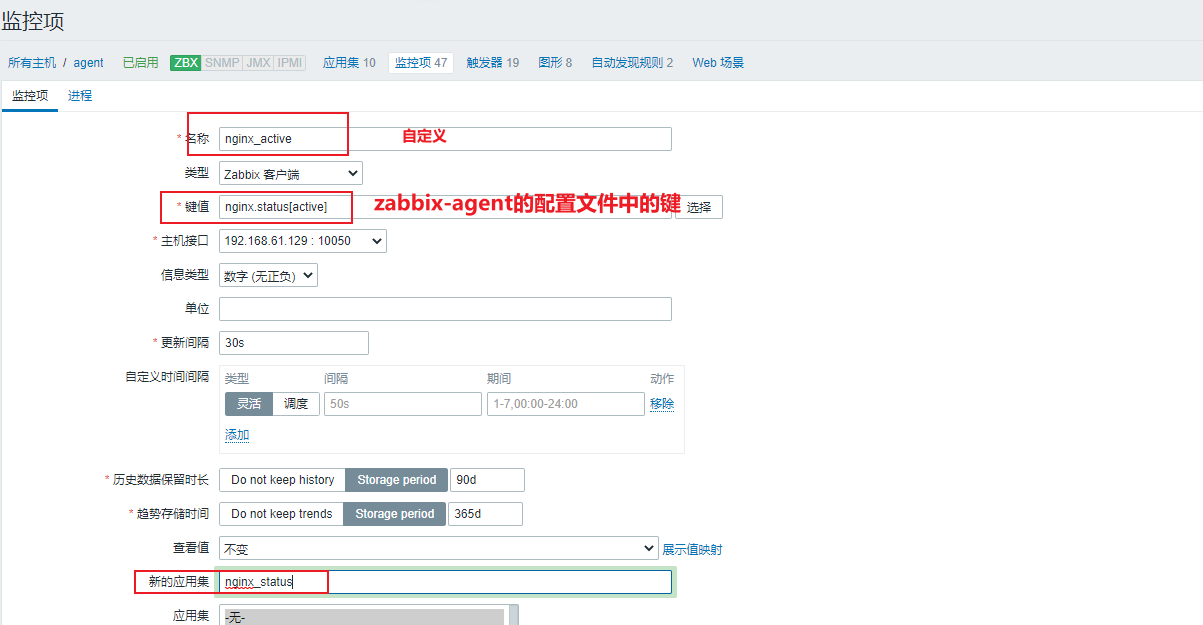 监控项
所有主机 / agent 已启用 ZBX SNMP JMX IPMI 应用集 10 监控项 47 触发器 19 图形 8 自动发现规则 2 Web 场景
监控项 进程
* 名称 nginx_active 自定义
类型 Zabbix 客户端
* 键值 nginx.status[active] zabbix-agent的配置文件中的键 选择
* 主机接口 192.168.61.129 : 10050
信息类型 数字 (无正负)
单位
* 更新间隔 30s
自定义时间间隔 类型 间隔 期间 动作
灵活 调度 50s 1-7,00:00-24:00 移除
添加
* 历史数据保留时长 Do not keep history Storage period 90d
* 趋势存储时间 Do not keep trends Storage period 365d
查看值 不变 展示值映射
新的应用集 nginx_status
应用集 -无-